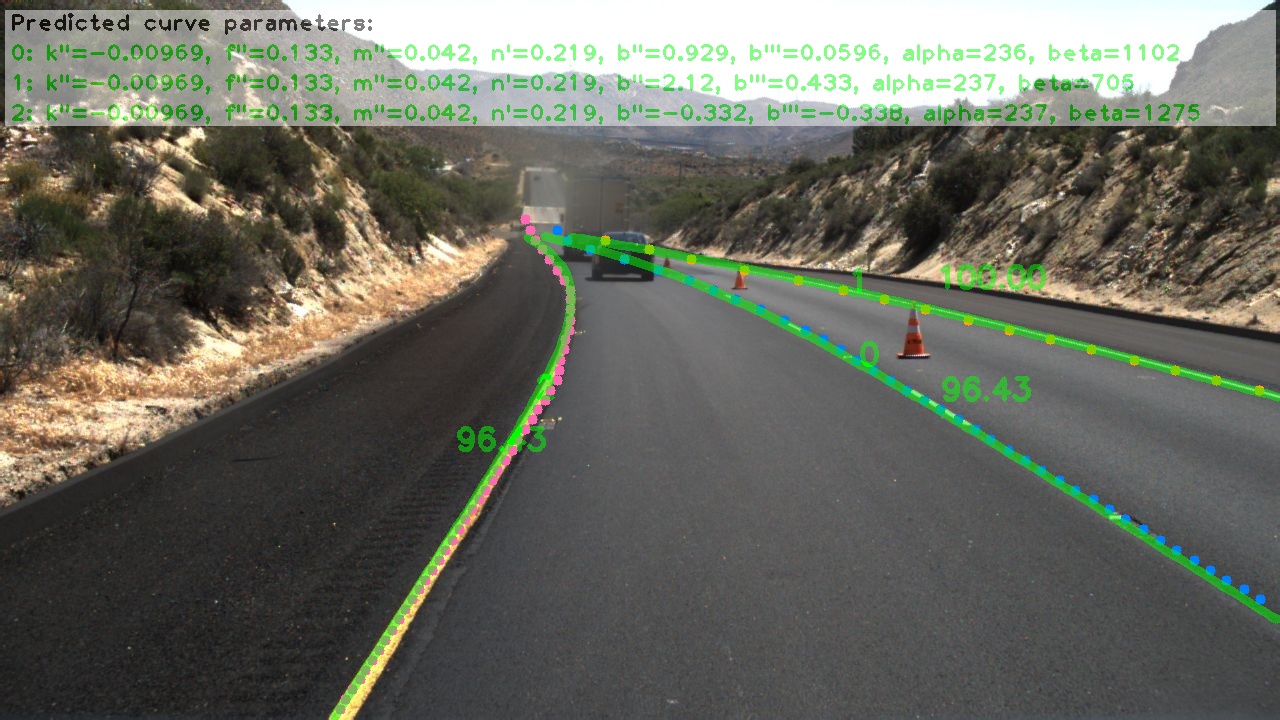 Predicted curve parameters:
0: k''=-0.00969, f''=0.133, m''=0.042, n'=0.219, b''=0.929, b'''=0.0596, alpha=236, beta=1102
1: k''=-0.00969, f''=0.133, m''=0.042, n'=0.219, b''=2.12, b'''=0.433, alpha=237, beta=705
2: k''=-0.00969, f''=0.133, m''=0.042, n'=0.219, b''=-0.332, b'''=-0.338, alpha=237, beta=1275
1
100.00
0
96.43
2